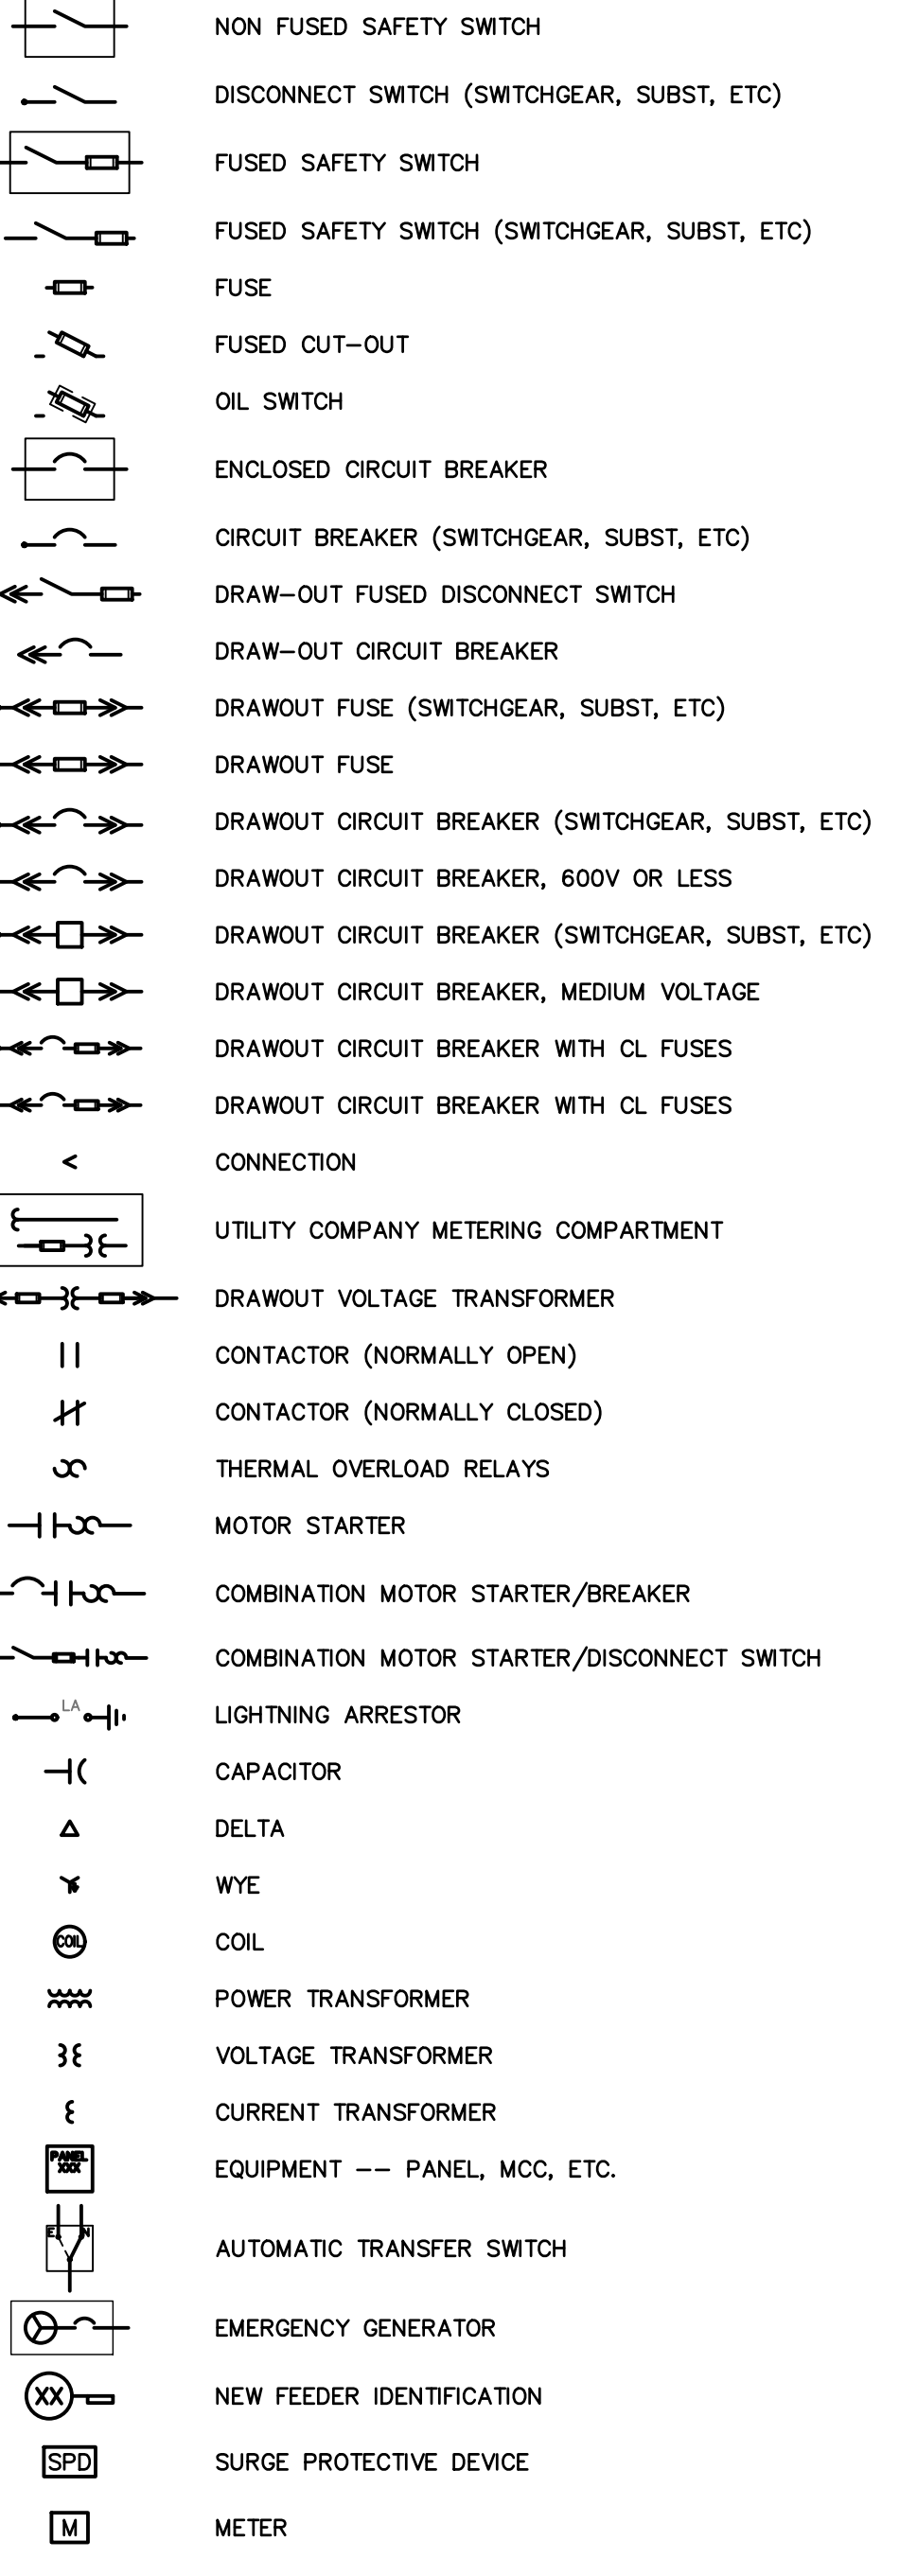 NON FUSED SAFETY SWITCH
DISCONNECT SWITCH (SWITCHGEAR, SUBST, ETC)
FUSED SAFETY SWITCH
FUSED SAFETY SWITCH (SWITCHGEAR, SUBST, ETC)
FUSE
FUSED CUT-OUT
OIL SWITCH
ENCLOSED CIRCUIT BREAKER
CIRCUIT BREAKER (SWITCHGEAR, SUBST, ETC)
DRAW-OUT FUSED DISCONNECT SWITCH
DRAW-OUT CIRCUIT BREAKER
DRAWOUT FUSE (SWITCHGEAR, SUBST, ETC)
DRAWOUT FUSE
DRAWOUT CIRCUIT BREAKER (SWITCHGEAR, SUBST, ETC)
DRAWOUT CIRCUIT BREAKER, 600V OR LESS
DRAWOUT CIRCUIT BREAKER (SWITCHGEAR, SUBST, ETC)
DRAWOUT CIRCUIT BREAKER, MEDIUM VOLTAGE
DRAWOUT CIRCUIT BREAKER WITH CL FUSES
DRAWOUT CIRCUIT BREAKER WITH CL FUSES
CONNECTION
UTILITY COMPANY METERING COMPARTMENT
DRAWOUT VOLTAGE TRANSFORMER
CONTACTOR (NORMALLY OPEN)
CONTACTOR (NORMALLY CLOSED)
THERMAL OVERLOAD RELAYS
MOTOR STARTER
COMBINATION MOTOR STARTER/BREAKER
COMBINATION MOTOR STARTER/DISCONNECT SWITCH
LA LIGHTNING ARRESTOR
CAPACITOR
DELTA
WYE
COIL COIL
POWER TRANSFORMER
VOLTAGE TRANSFORMER
CURRENT TRANSFORMER
PANEL
XXX
EQUIPMENT -- PANEL, MCC, ETC.
E N
AUTOMATIC TRANSFER SWITCH
EMERGENCY GENERATOR
XX NEW FEEDER IDENTIFICATION
SPD SURGE PROTECTIVE DEVICE
M METER